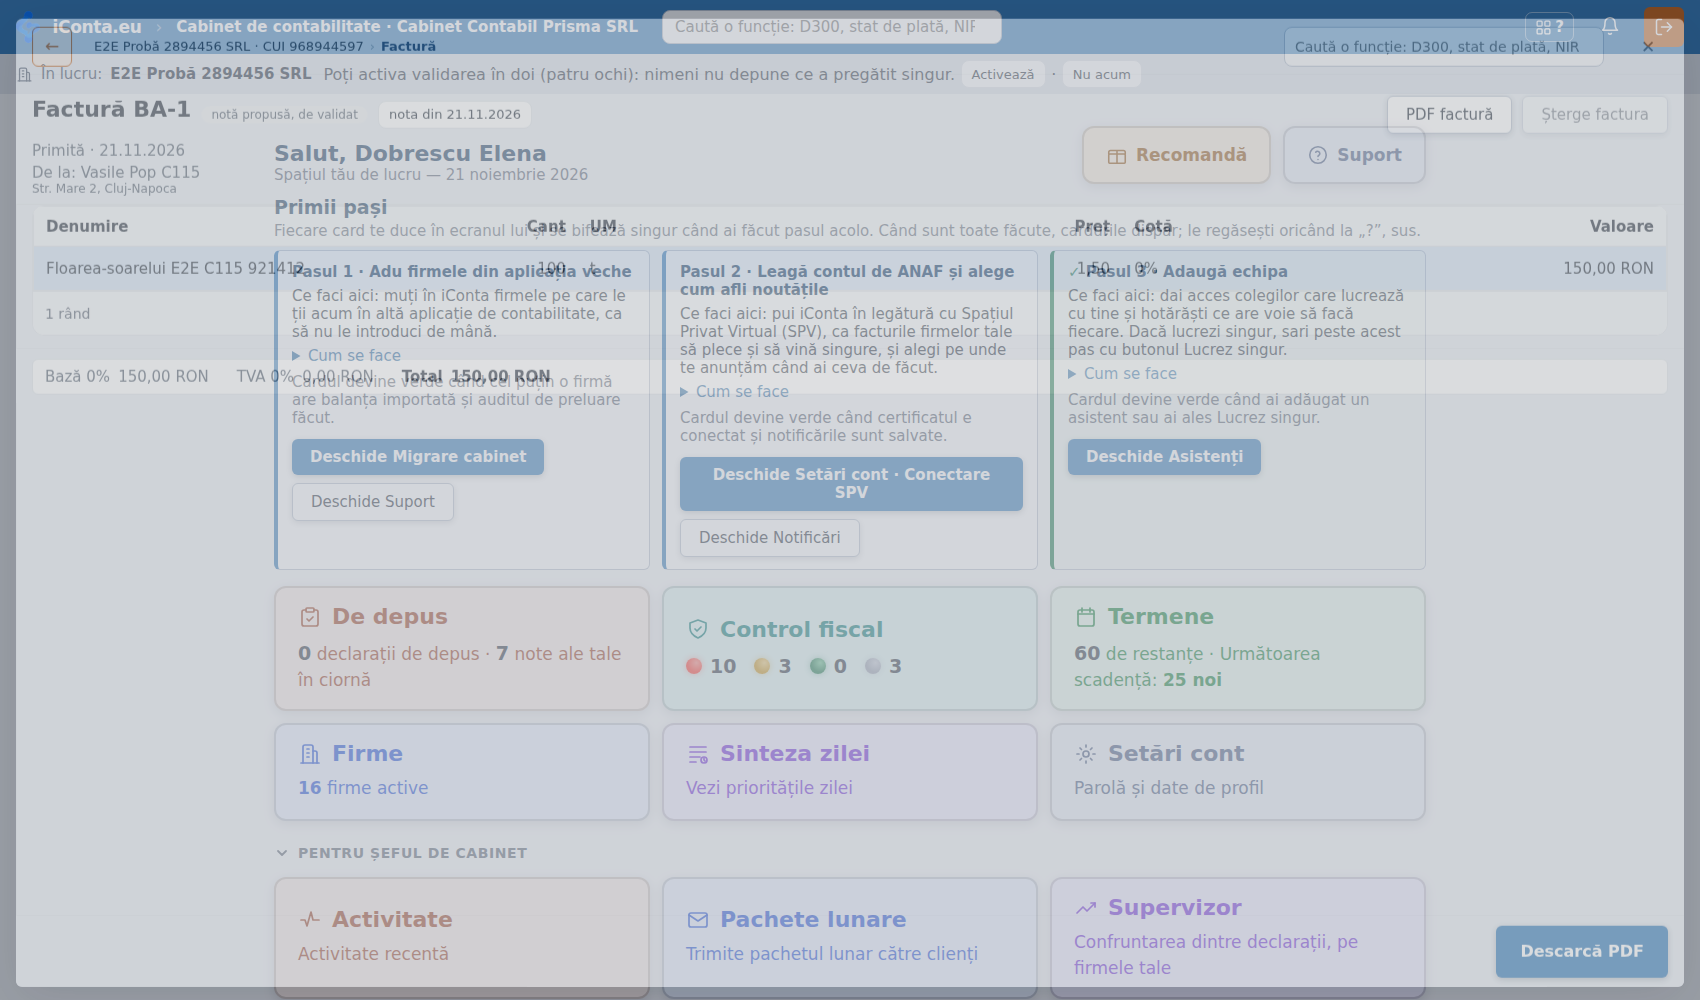 iConta.eu › Cabinet de contabilitate · Cabinet Contabil Prisma SRL
Caută o funcție: D300, stat de plată, NIF
?
←
E2E Probă 2894456 SRL · CUI 968944597 › Factură
Caută o funcție: D300, stat de plată, NIR
×
În lucru: E2E Probă 2894456 SRL
Poți activa validarea în doi (patru ochi): nimeni nu depune ce a pregătit singur.
Activează · Nu acum
Factură BA-1
notă propusă, de validat
nota din 21.11.2026
PDF factură
Șterge factura
Primită · 21.11.2026
De la: Vasile Pop C115
Str. Mare 2, Cluj-Napoca
Salut, Dobrescu Elena
Spațiul tău de lucru — 21 noiembrie 2026
Recomandă
Suport
Primii pași
Fiecare card te duce în ecranul lui și se bifează singur când ai făcut pasul acolo. Când sunt toate făcute, cardurile dispar; le regăsești oricând la „?”, sus.
Denumire Cant UM Preț Cotă Valoare
Floarea-soarelui E2E C115 921412 100 t 1,50 0% 150,00 RON
1 rând
Bază 0% 150,00 RON TVA 0% 0,00 RON Total 150,00 RON
Pasul 1 · Adu firmele din aplicația veche
Ce faci aici: muți în iConta firmele pe care le
ții acum în altă aplicație de contabilitate, ca
să nu le introduci de mână.
Cum se face
Cardul devine verde când cel puțin o firmă
are balanța importată și auditul de preluare
făcut.
Deschide Migrare cabinet
Deschide Suport
Pasul 2 · Leagă contul de ANAF și alege
cum afli noutățile
Ce faci aici: pui iConta în legătură cu Spațiul
Privat Virtual (SPV), ca facturile firmelor tale
să plece și să vină singure, și alegi pe unde
te anunțăm când ai ceva de făcut.
Cum se face
Cardul devine verde când certificatul e
conectat și notificările sunt salvate.
Deschide Setări cont · Conectare
SPV
Deschide Notificări
✓ Pasul 3 · Adaugă echipa
Ce faci aici: dai acces colegilor care lucrează
cu tine și hotărăști ce are voie să facă
fiecare. Dacă lucrezi singur, sari peste acest
pas cu butonul Lucrez singur.
Cum se face
Cardul devine verde când ai adăugat un
asistent sau ai ales Lucrez singur.
Deschide Asistenți
De depus
0 declarații de depus · 7 note ale tale
în ciornă
Control fiscal
10 3 0 3
Termene
60 de restanțe · Următoarea
scadență: 25 noi
Firme
16 firme active
Sinteza zilei
Vezi prioritățile zilei
Setări cont
Parolă și date de profil
PENTRU ȘEFUL DE CABINET
Activitate
Activitate recentă
Pachete lunare
Trimite pachetul lunar către clienți
Supervizor
Confruntarea dintre declarații, pe
firmele tale
Descarcă PDF